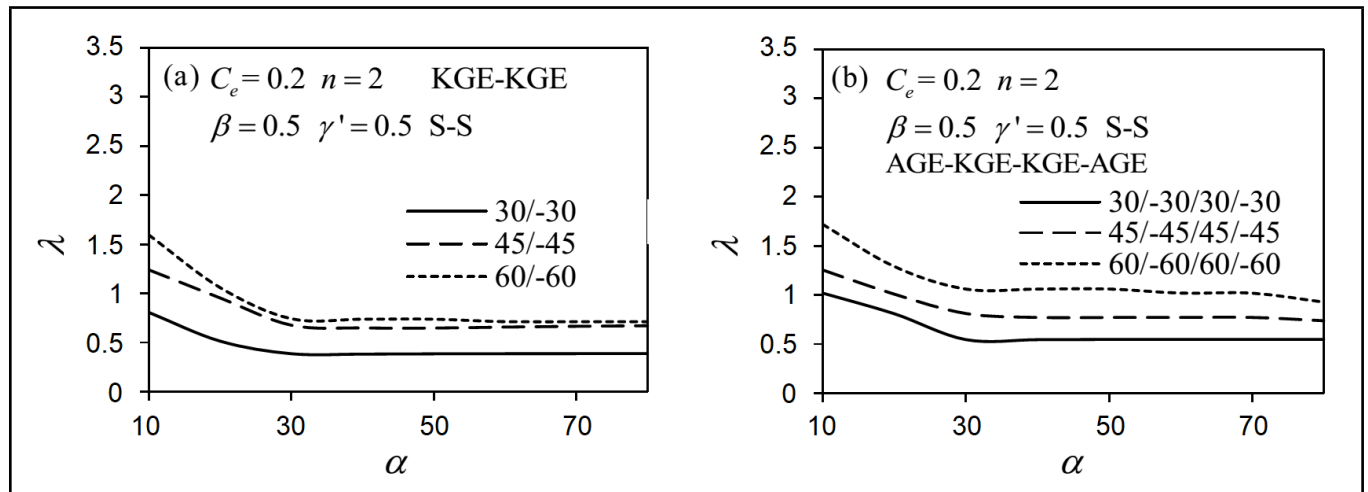 (a) Cₑ = 0.2 n = 2 KGE-KGE
β = 0.5 γ' = 0.5 S-S
30/-30
45/-45
60/-60
3.5
3
2.5
2
1.5
1
0.5
0
λ
10 30 50 70
α
(b) Cₑ = 0.2 n = 2
β = 0.5 γ' = 0.5 S-S
AGE-KGE-KGE-AGE
30/-30/30/-30
45/-45/45/-45
60/-60/60/-60
3.5
3
2.5
2
1.5
1
0.5
0
λ
10 30 50 70
α